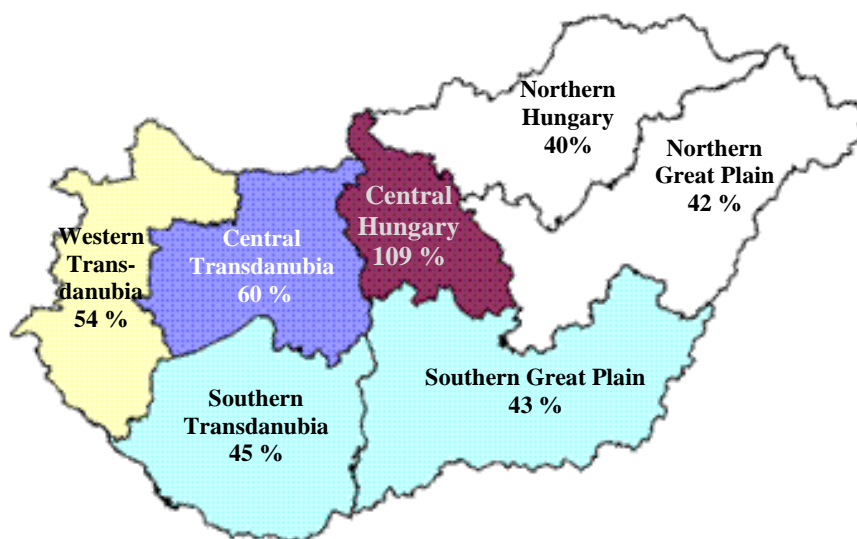 Northern
Hungary
40%
Northern
Great Plain
42 %
Central
Hungary
109 %
Western
Trans-
danubia
54 %
Central
Transdanubia
60 %
Southern Great Plain
43 %
Southern
Transdanubia
45 %